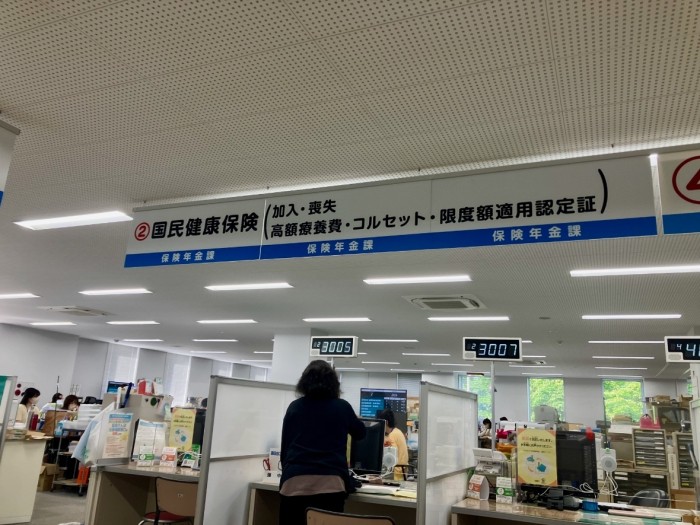 ②国民健康保険
(加入・喪失
高額療養費・コルセット・限度額適用認定証)
保険年金課
保険年金課
保険年金課
3005
3007